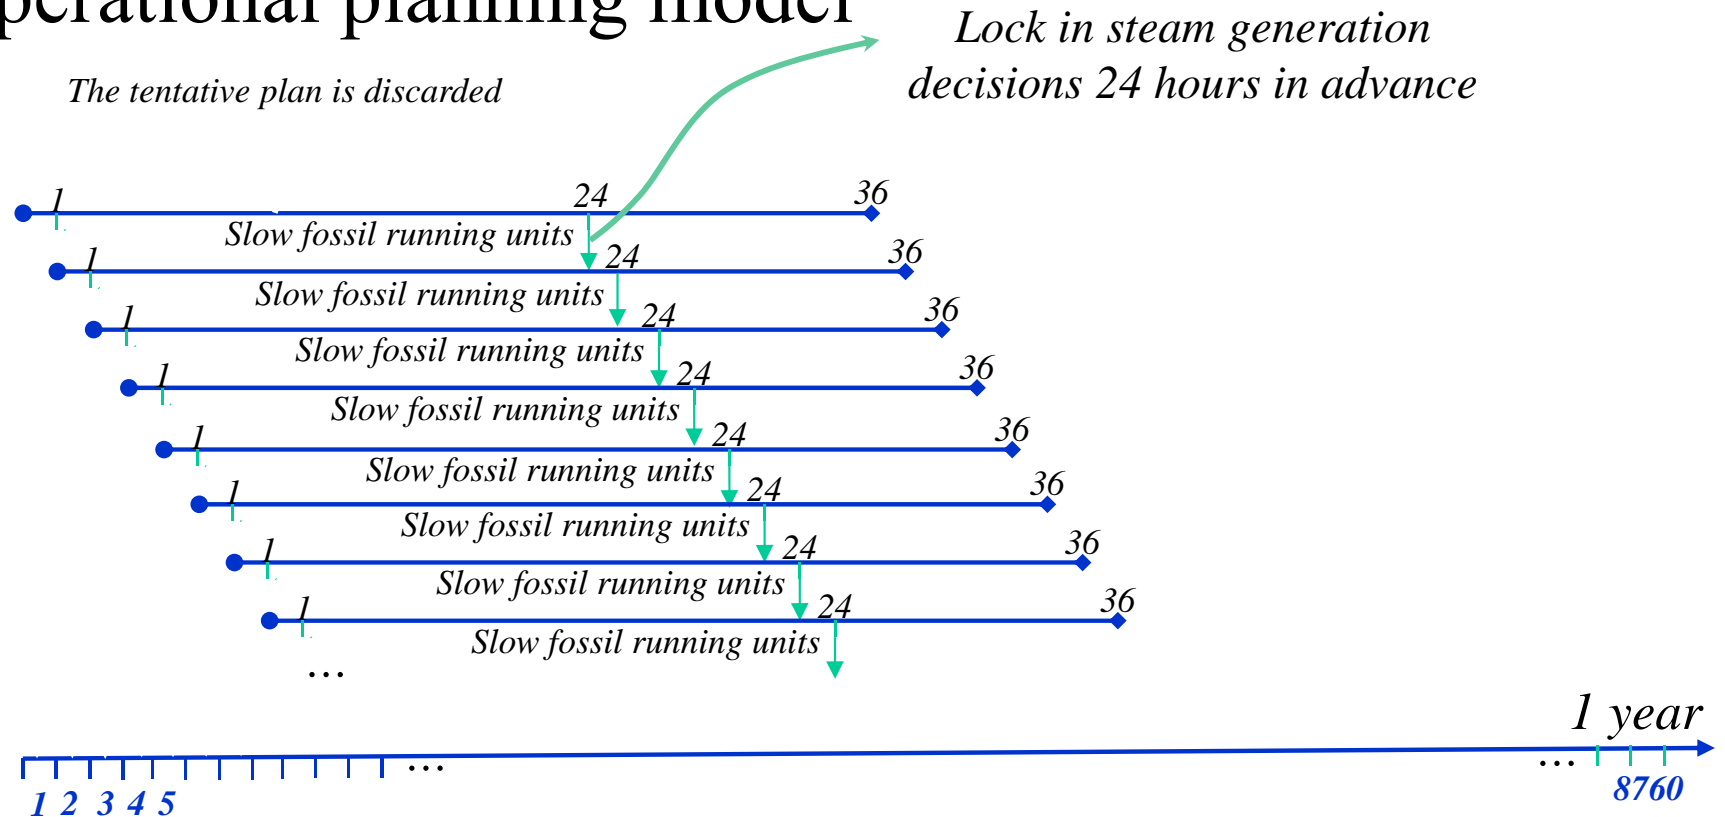 perational planning model
Lock in steam generation
decisions 24 hours in advance
The tentative plan is discarded
1 24 36
Slow fossil running units
1 24 36
Slow fossil running units
1 24 36
Slow fossil running units
1 24 36
Slow fossil running units
1 24 36
Slow fossil running units
1 24 36
Slow fossil running units
1 24 36
Slow fossil running units
1 24 36
Slow fossil running units
…
1 year
… …
1 2 3 4 5 8760